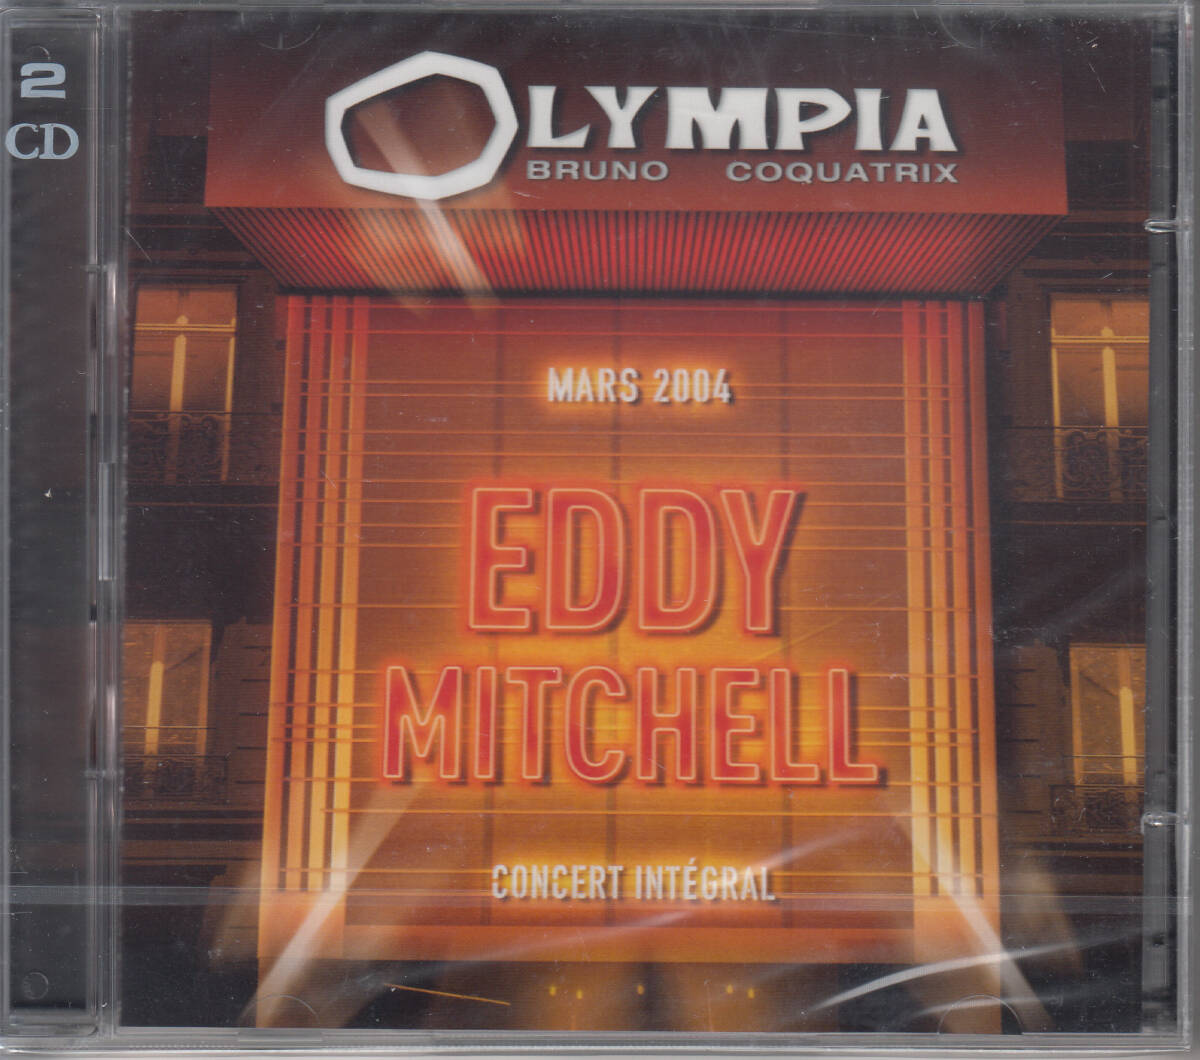 2
CD
OLYMPIA
BRUNO COQUATRIX
MARS 2004
EDDY
MITCHELL
CONCERT INTÉGRAL